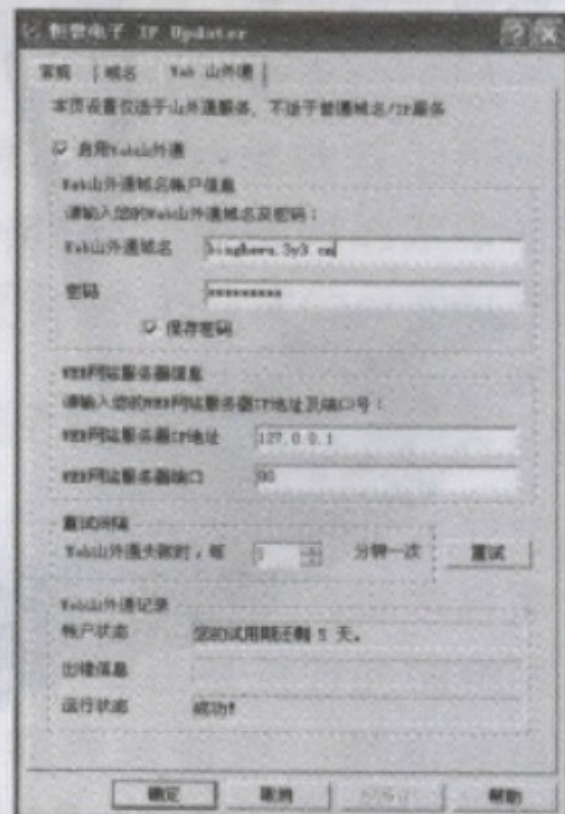 恒世电子 IP Updater
常规 域名 Web 山外通
本页设置仅适于山外通服务，不适于普通域名/IP服务
启用Web山外通
Web山外通域名帐户信息
请输入您的Web山外通域名及密码：
Web山外通域名
密码 *********
保存密码
WEB网站服务器信息
请输入您的WEB网站服务器IP地址及端口号：
WEB网站服务器IP地址 127.0.0.1
WEB网站服务器端口
重试间隔
Web山外通失败时，每 分钟一次 重试
Web山外通记录
帐户状态 您的试用期还剩 5 天。
出错信息
运行状态 成功!
确定 取消 帮助